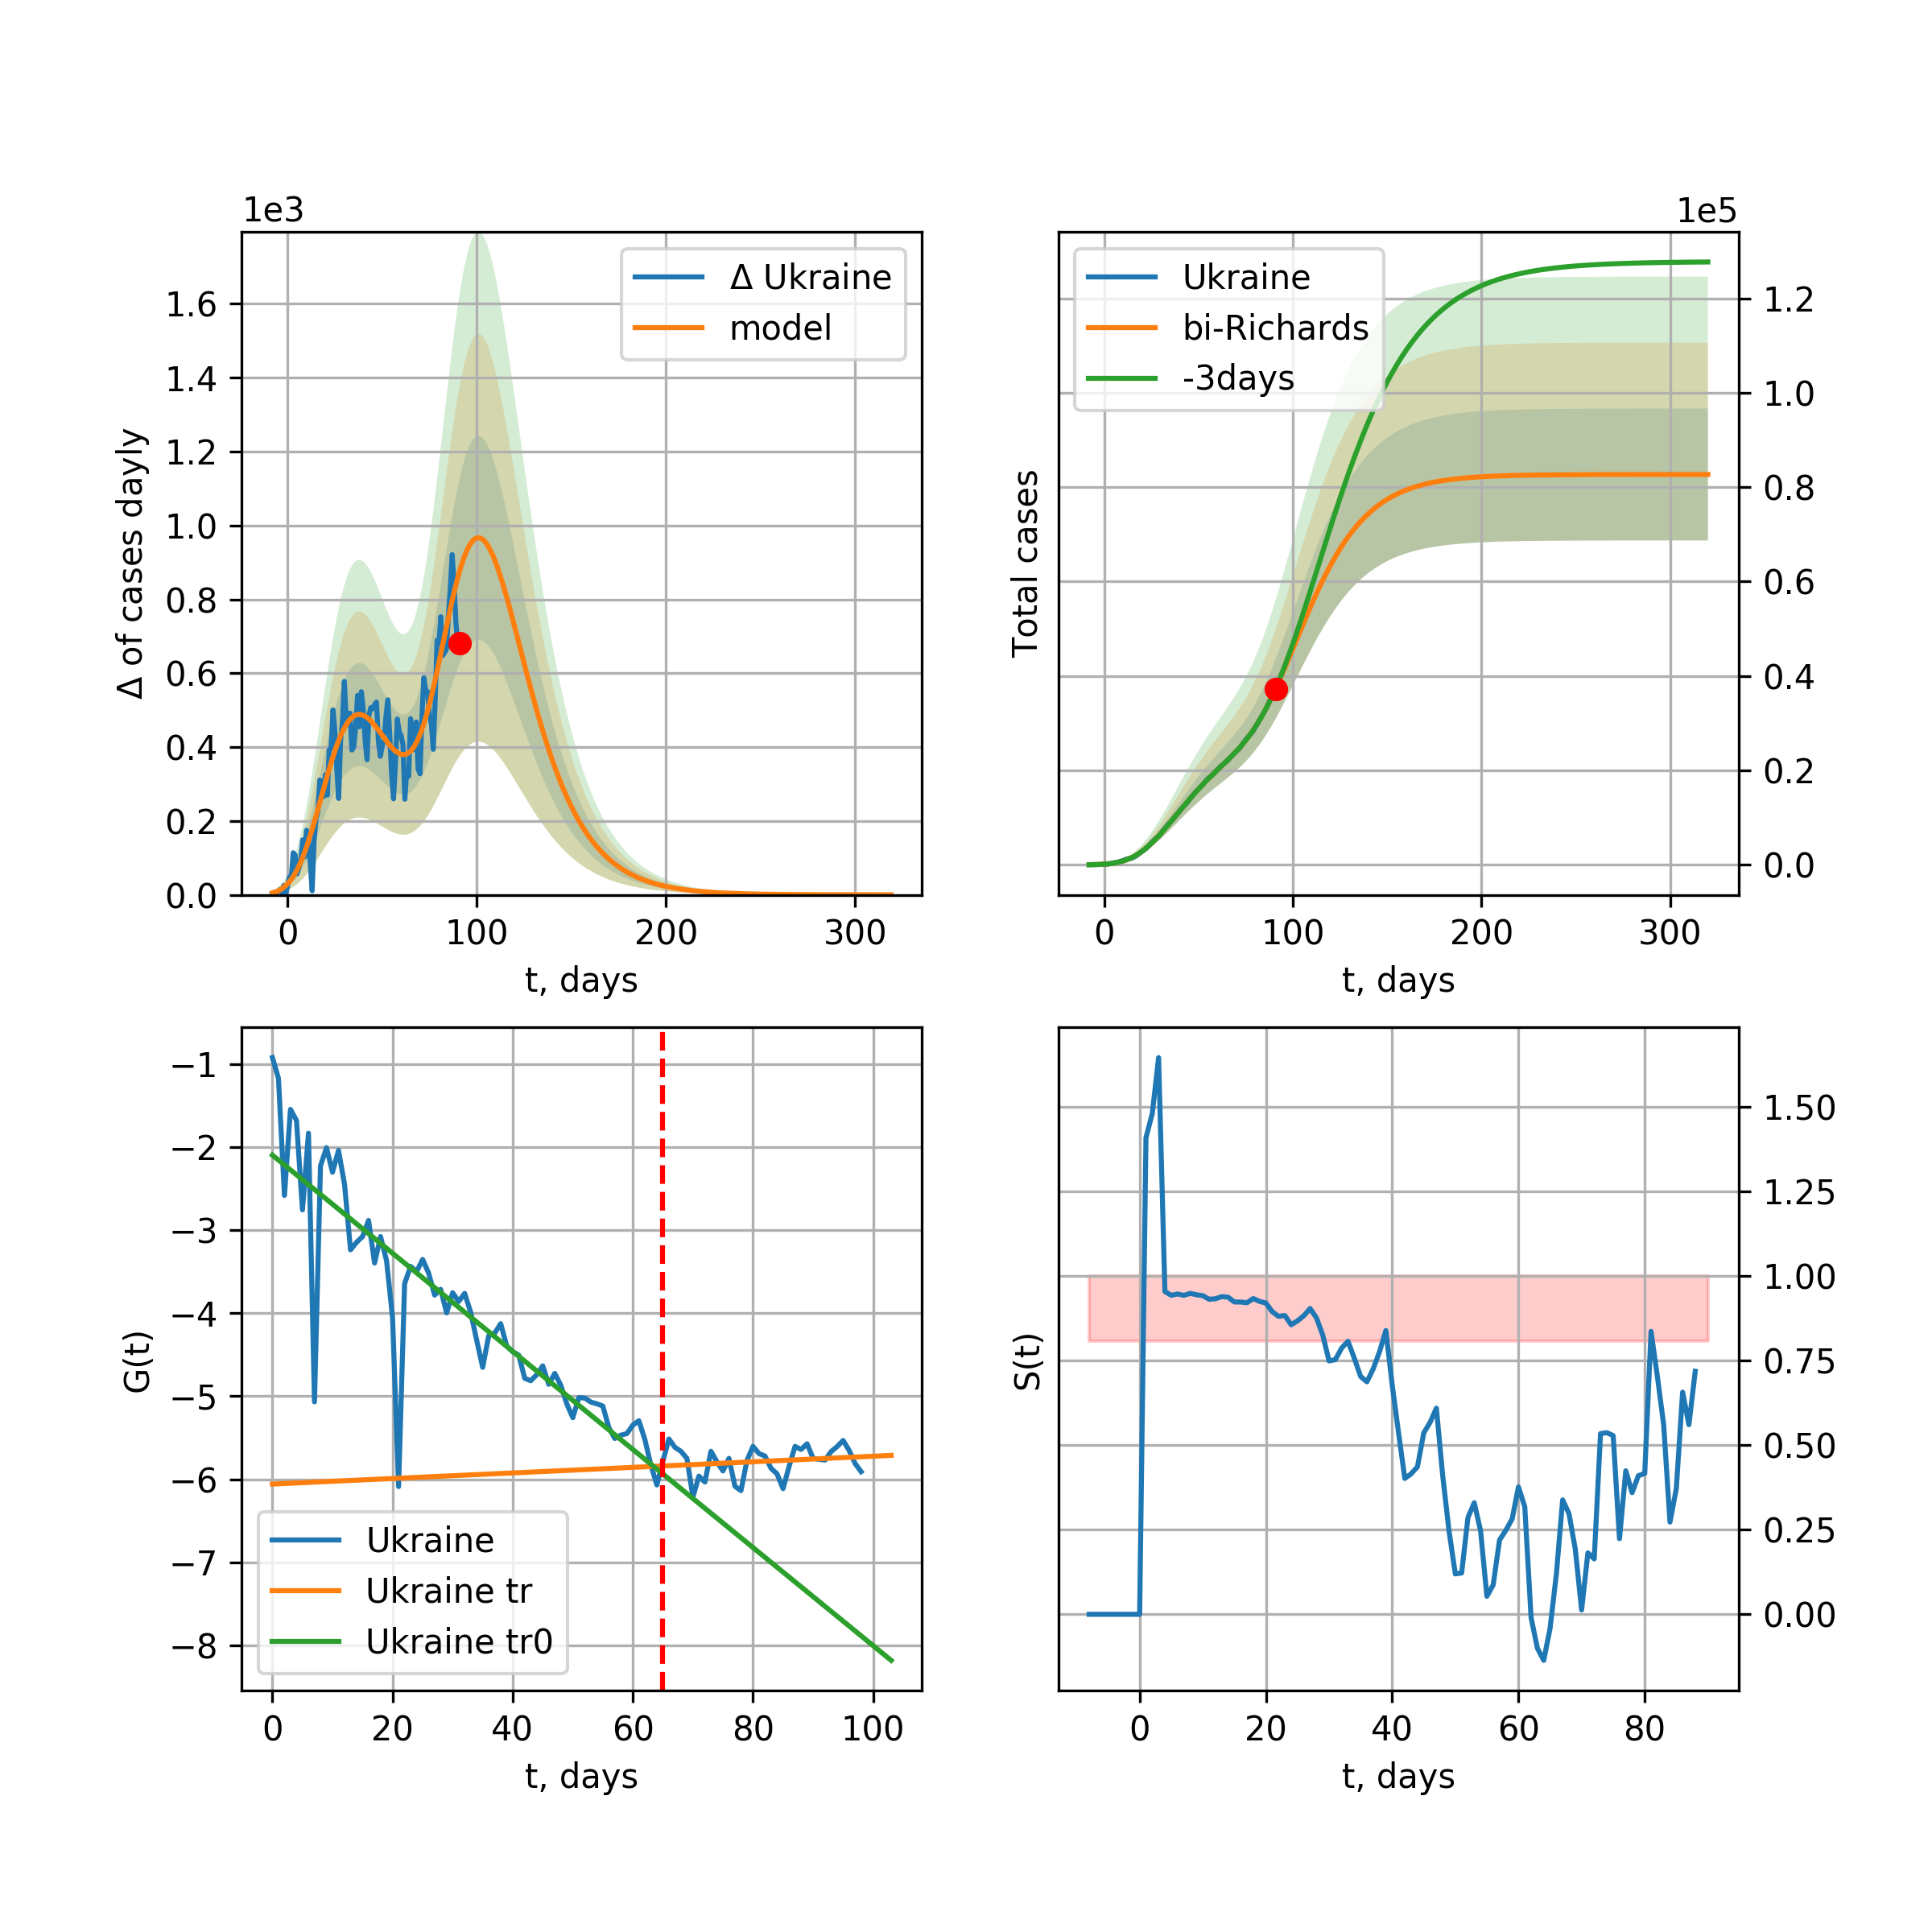 1e3
Δ of cases dayly
1.6
1.4
1.2
1.0
0.8
0.6
0.4
0.2
0.0
0 100 200 300
t, days
Δ Ukraine
model
1e5
Total cases
Ukraine
bi-Richards
-3days
1.2
1.0
0.8
0.6
0.4
0.2
0.0
0 100 200 300
t, days
G(t)
−1
−2
−3
−4
−5
−6
−7
−8
Ukraine
Ukraine tr
Ukraine tr0
0 20 40 60 80 100
t, days
S(t)
1.50
1.25
1.00
0.75
0.50
0.25
0.00
0 20 40 60 80
t, days